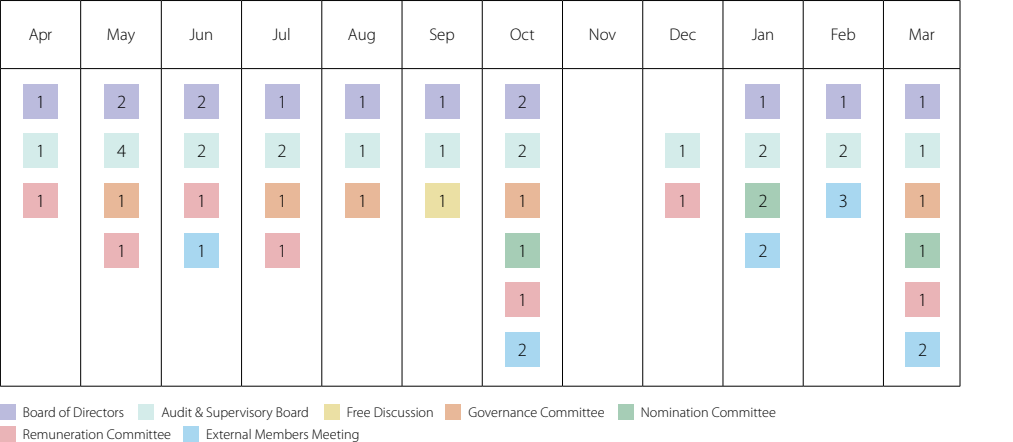 Apr May Jun Jul Aug Sep Oct Nov Dec Jan Feb Mar
1 2 2 1 1 1 2 1 1 1
1 4 2 2 1 1 2 1 2 2 1
1 1 1 1 1 1 1 1 2 3 1
1 1 1 1 2 1
1 1
2 2
Board of Directors Audit & Supervisory Board Free Discussion Governance Committee Nomination Committee
Remuneration Committee External Members Meeting